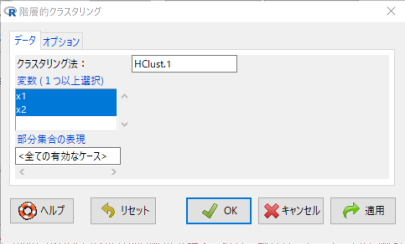 階層的クラスタリング
データ オプション
クラスタリング法： HClust.1
変数 (１つ以上選択)
x1
x2
部分集合の表現
<全ての有効なケース>
ヘルプ リセット OK キャンセル 適用